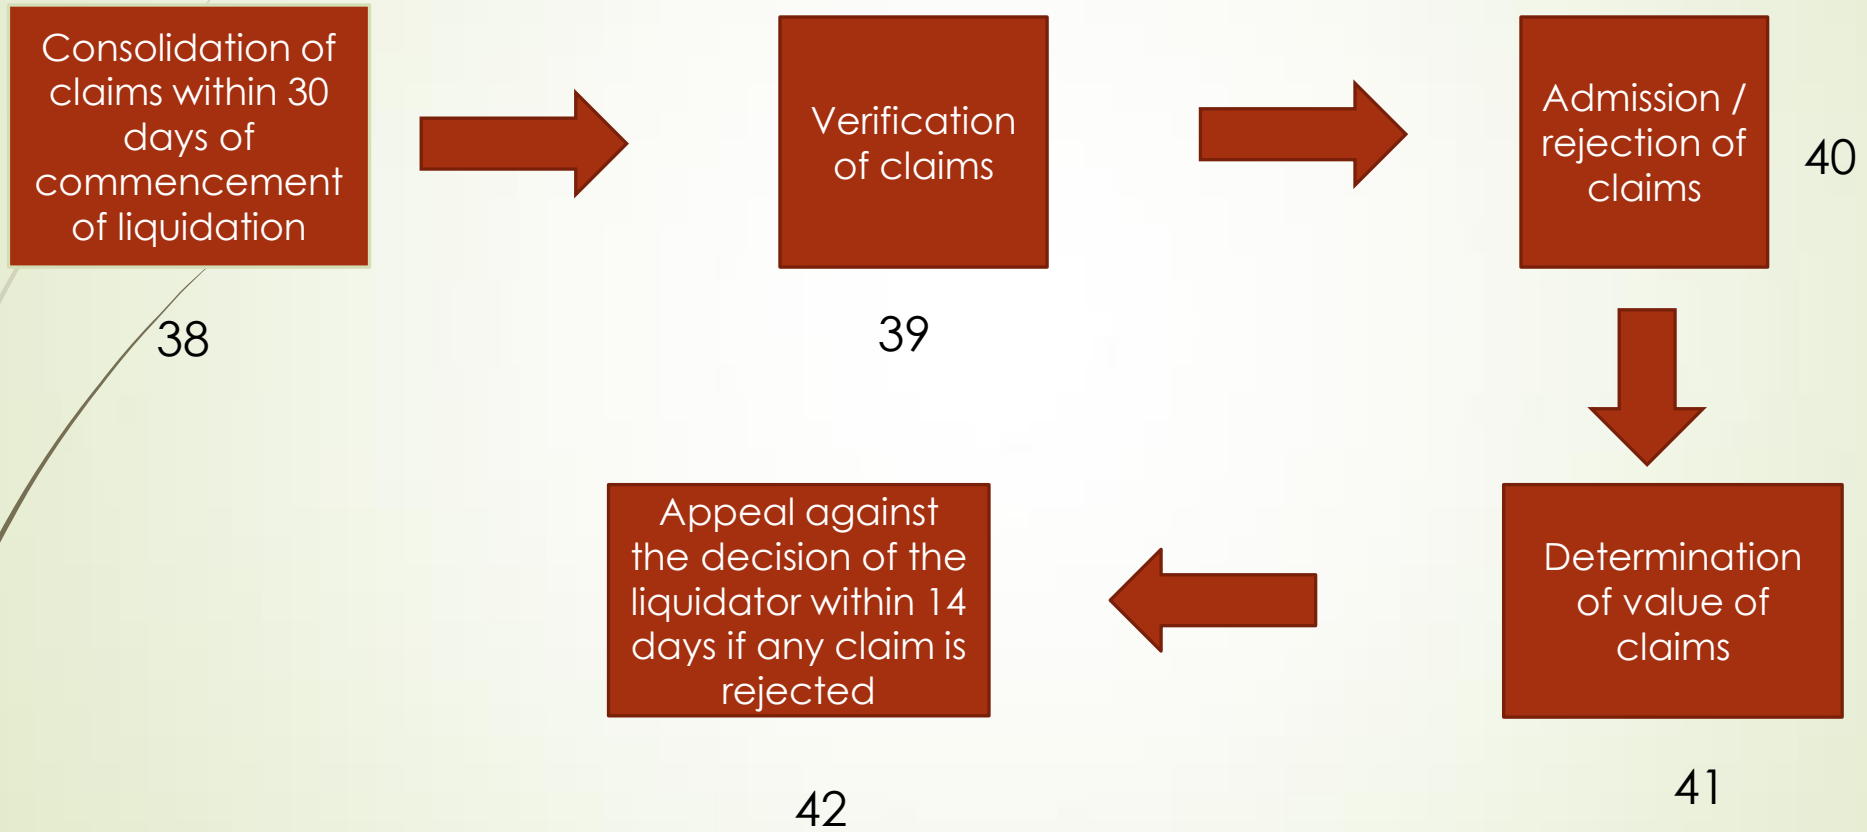 Consolidation of
claims within 30
days of
commencement
of liquidation
38
Verification
of claims
39
Admission /
rejection of
claims
40
Determination
of value of
claims
41
Appeal against
the decision of the
liquidator within 14
days if any claim is
rejected
42